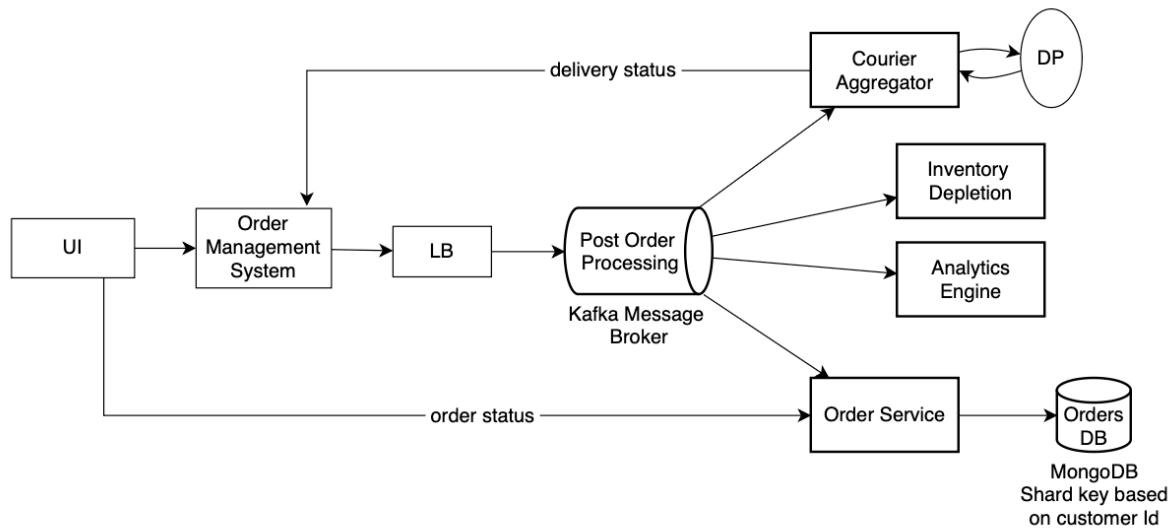 Courier
Aggregator
DP
delivery status
Inventory
Depletion
UI
Order
Management
System
LB
Post Order
Processing
Analytics
Engine
Kafka Message
Broker
order status
Order Service
Orders
DB
MongoDB
Shard key based
on customer Id